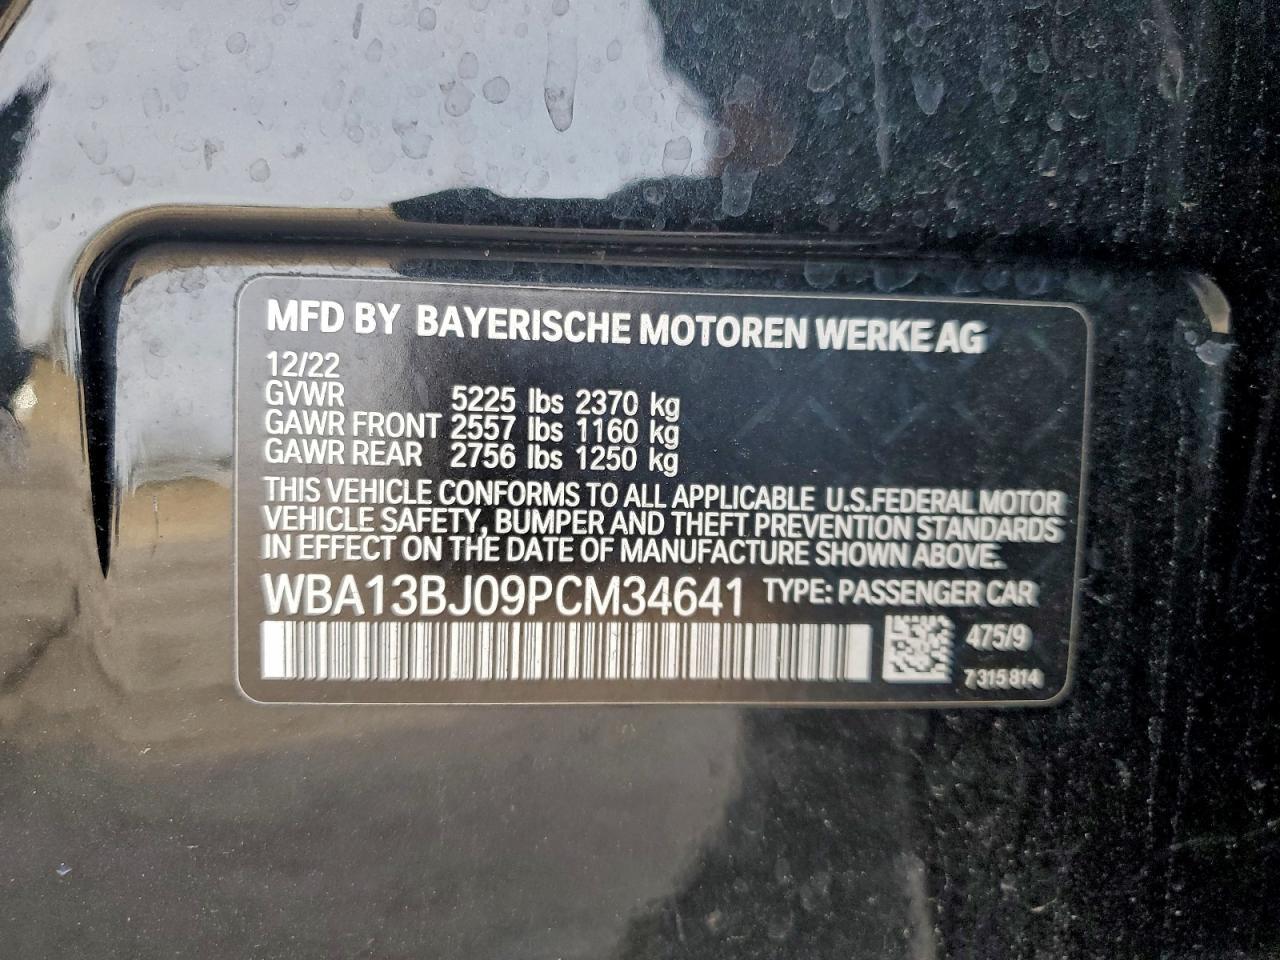 MFD BY BAYERISCHE MOTOREN WERKE AG
12/22
GVWR 5225 lbs 2370 kg
GAWR FRONT 2557 lbs 1160 kg
GAWR REAR 2756 lbs 1250 kg
THIS VEHICLE CONFORMS TO ALL APPLICABLE U.S.FEDERAL MOTOR
VEHICLE SAFETY, BUMPER AND THEFT PREVENTION STANDARDS
IN EFFECT ON THE DATE OF MANUFACTURE SHOWN ABOVE.
WBA13BJ09PCM34641 TYPE: PASSENGER CAR
475/9
7 315 814